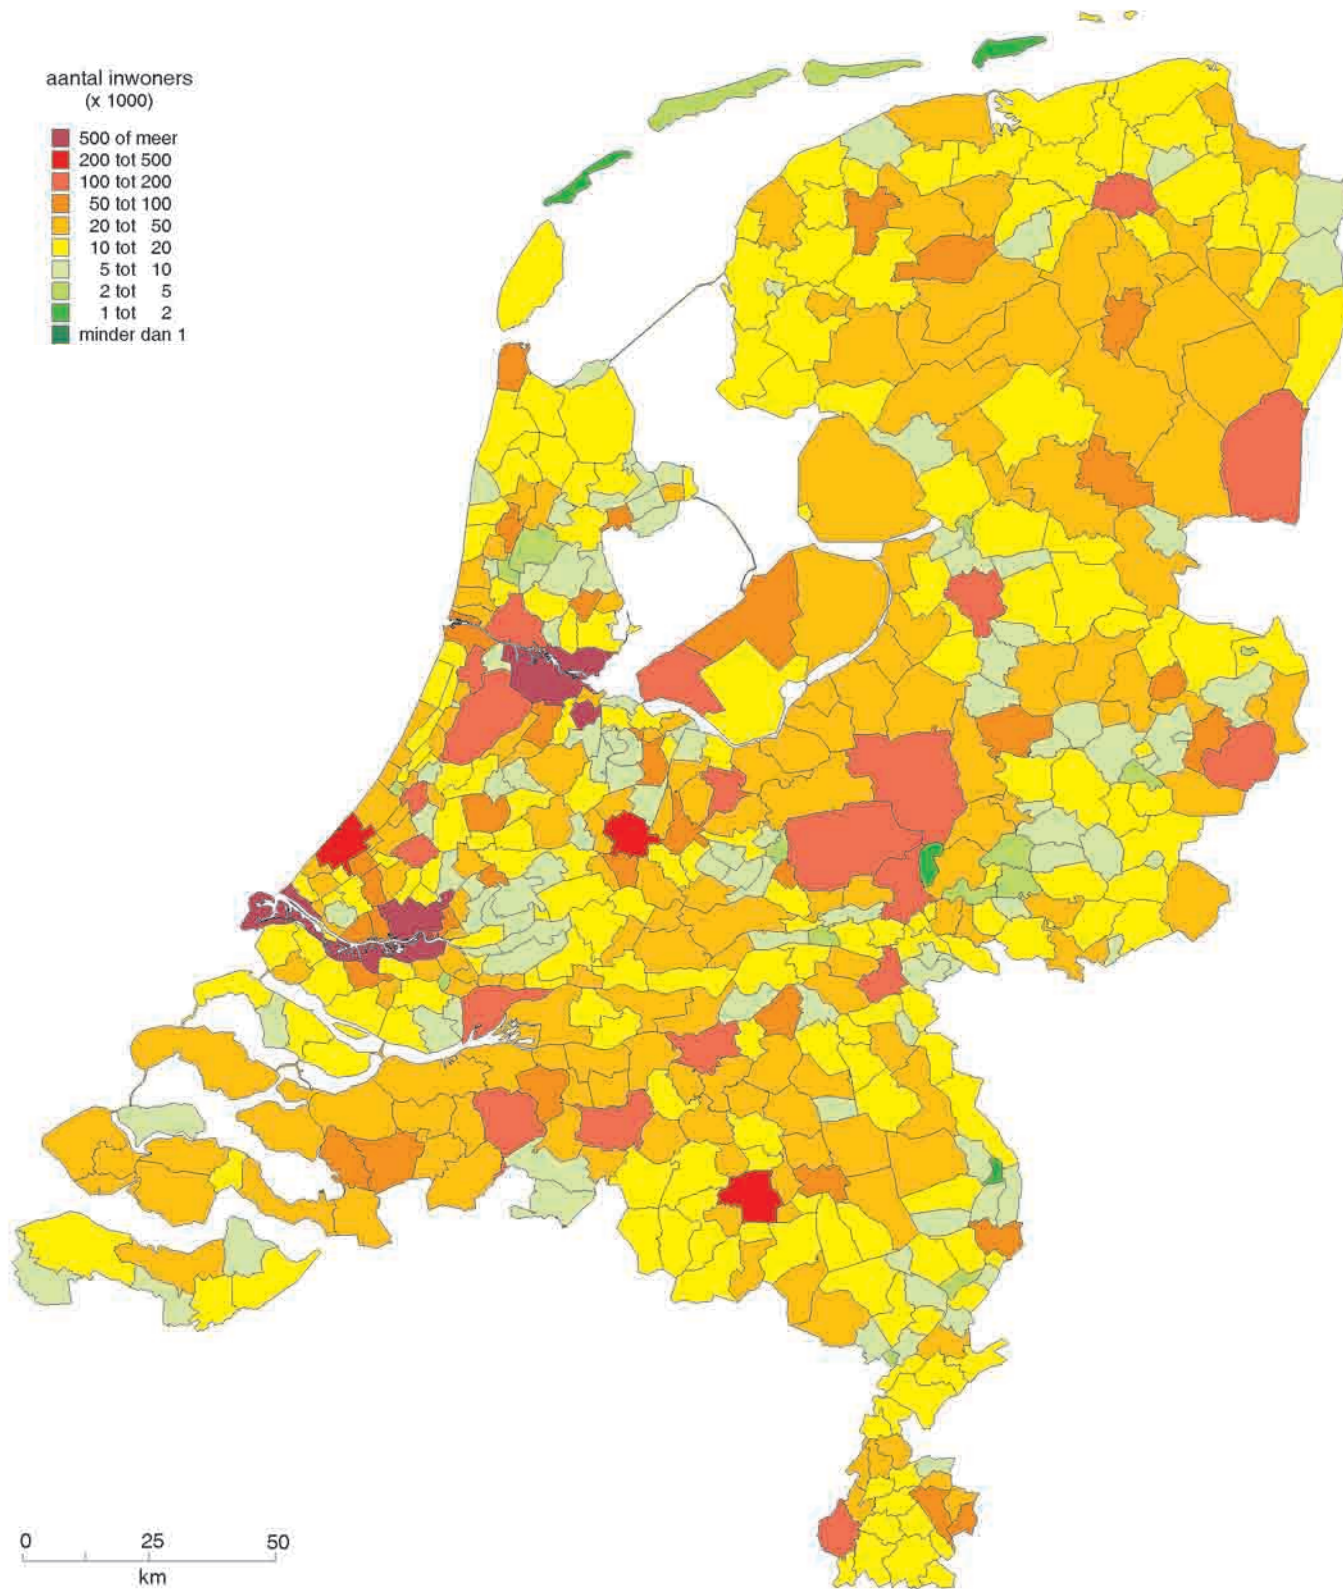 aantal inwoners
(x 1000)
500 of meer
200 tot 500
100 tot 200
50 tot 100
20 tot 50
10 tot 20
5 tot 10
2 tot 5
1 tot 2
minder dan 1
0 25 50
km